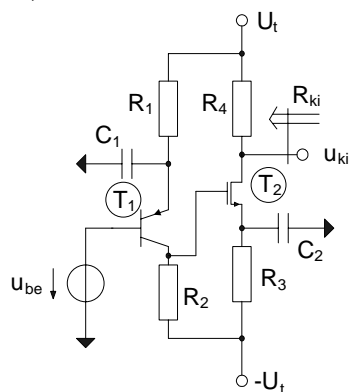 U_t
R_1
R_4
R_ki
C_1
u_ki
T_1
T_2
C_2
u_be
R_2
R_3
-U_t